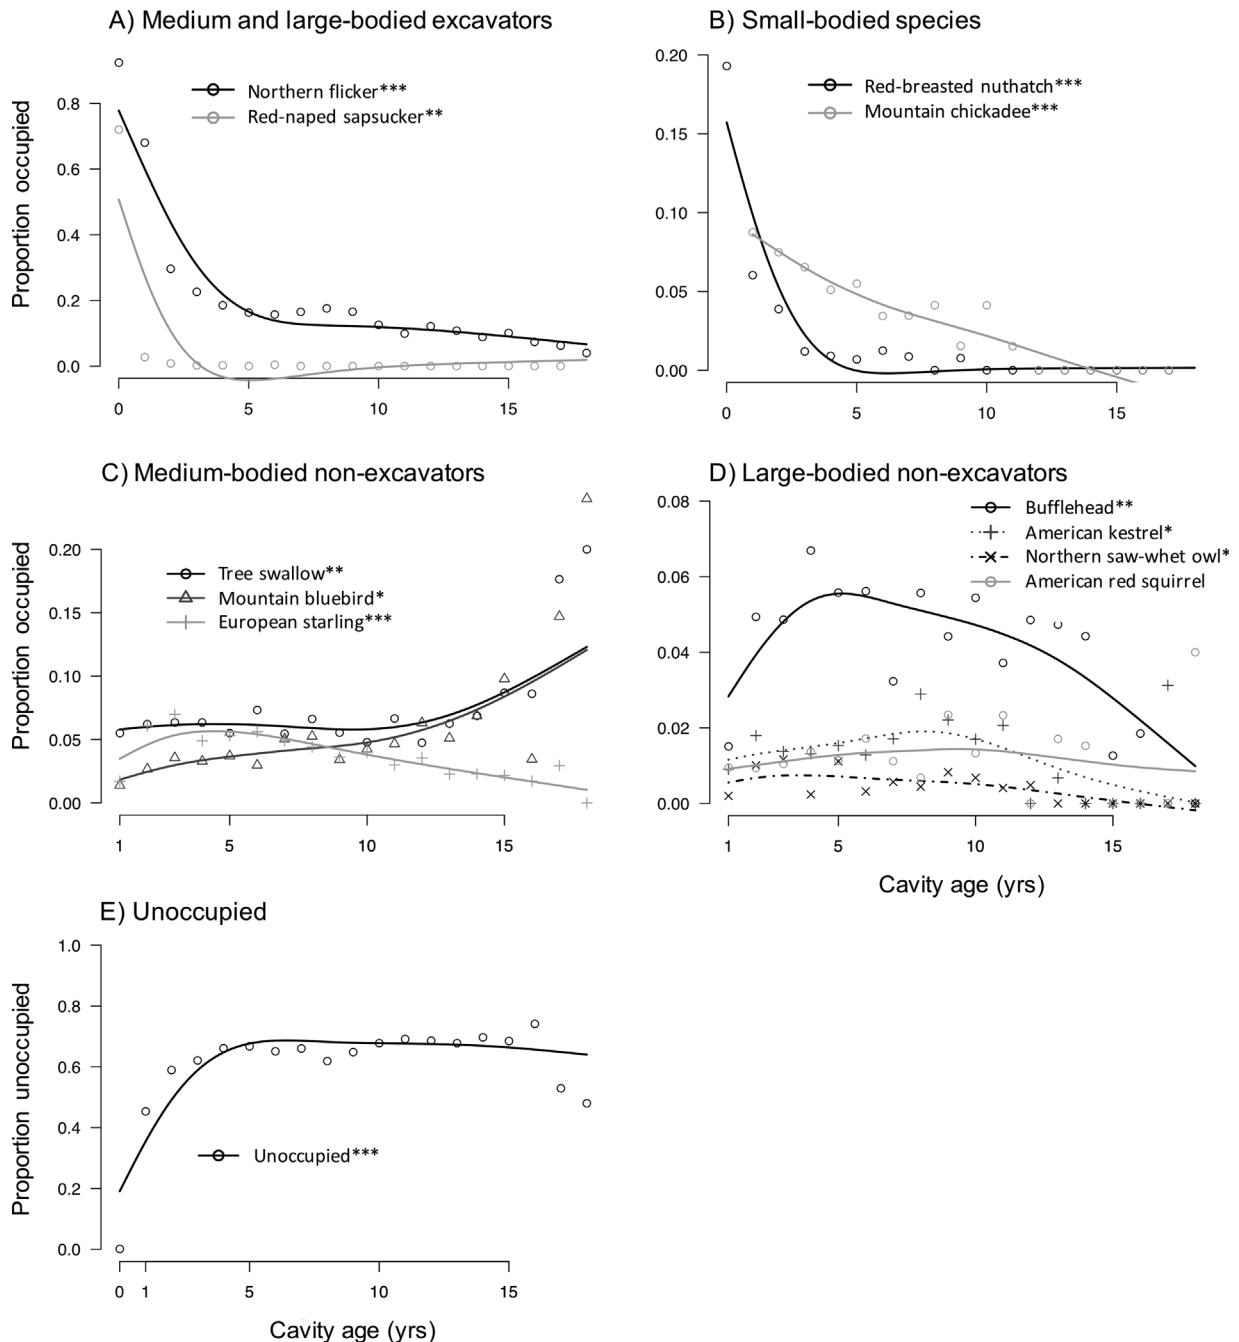 A) Medium and large-bodied excavators
Northern flicker***
Red-naped sapsucker**
Proportion occupied
0.8
0.6
0.4
0.2
0.0
0 5 10 15
B) Small-bodied species
Red-breasted nuthatch***
Mountain chickadee***
0.20
0.15
0.10
0.05
0.00
0 5 10 15
C) Medium-bodied non-excavators
Tree swallow**
Mountain bluebird*
European starling***
Proportion occupied
0.20
0.15
0.10
0.05
0.00
1 5 10 15
D) Large-bodied non-excavators
Bufflehead**
American kestrel*
Northern saw-whet owl*
American red squirrel
0.08
0.06
0.04
0.02
0.00
1 5 10 15
Cavity age (yrs)
E) Unoccupied
Unoccupied***
Proportion unoccupied
1.0
0.8
0.6
0.4
0.2
0.0
0 1 5 10 15
Cavity age (yrs)